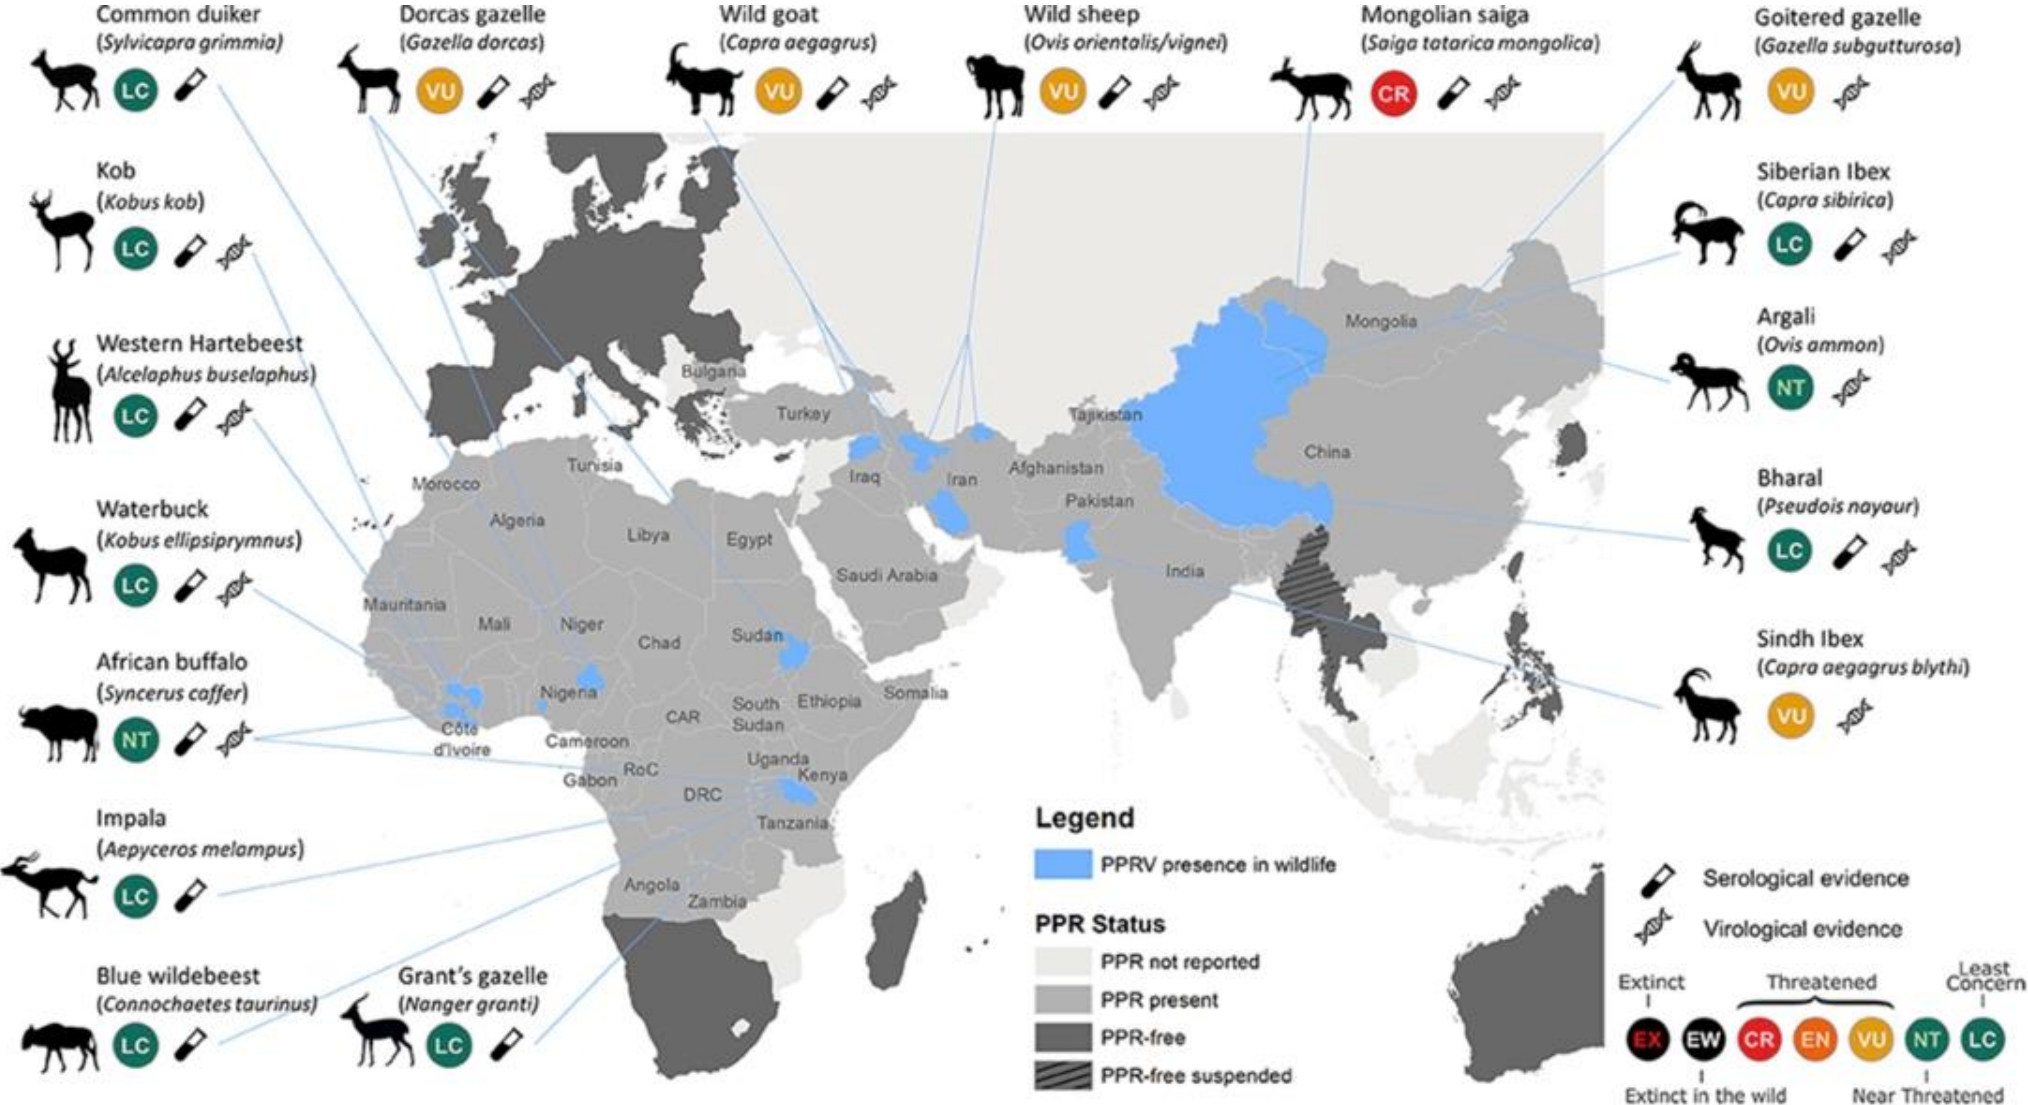 Common duiker
(Sylvicapra grimmia)
LC
Dorcas gazelle
(Gazella dorcas)
VU
Wild goat
(Capra aegagrus)
VU
Wild sheep
(Ovis orientalis/vignei)
VU
Mongolian saiga
(Saiga tatarica mongolica)
CR
Goitered gazelle
(Gazella subgutturosa)
VU
Kob
(Kobus kob)
LC
Western Hartebeest
(Alcelaphus buselaphus)
LC
Waterbuck
(Kobus ellipsiprymnus)
LC
African buffalo
(Syncerus caffer)
NT
Impala
(Aepyceros melampus)
LC
Blue wildebeest
(Connochaetes taurinus)
LC
Grant's gazelle
(Nanger granti)
LC
Siberian Ibex
(Capra sibirica)
LC
Argali
(Ovis ammon)
NT
Bharal
(Pseudois nayaur)
LC
Sindh Ibex
(Capra aegagrus blythi)
VU
Mongolia
Bulgaria
Turkey
Tajikistan
China
Tunisia
Morocco
Iraq
Iran
Afghanistan
Pakistan
Algeria
Libya
Egypt
Saudi Arabia
India
Mauritania
Mali
Niger
Chad
Sudan
Nigeria
South
Sudan
Ethiopia
Somalia
CAR
Côte
d'Ivoire
Cameroon
Uganda
Kenya
Gabon
RoC
DRC
Tanzania
Angola
Zambia
Legend
PPRV presence in wildlife
PPR Status
PPR not reported
PPR present
PPR-free
PPR-free suspended
Serological evidence
Virological evidence
Extinct
Threatened
Least
Concern
EX EW CR EN VU NT LC
Extinct in the wild
Near Threatened